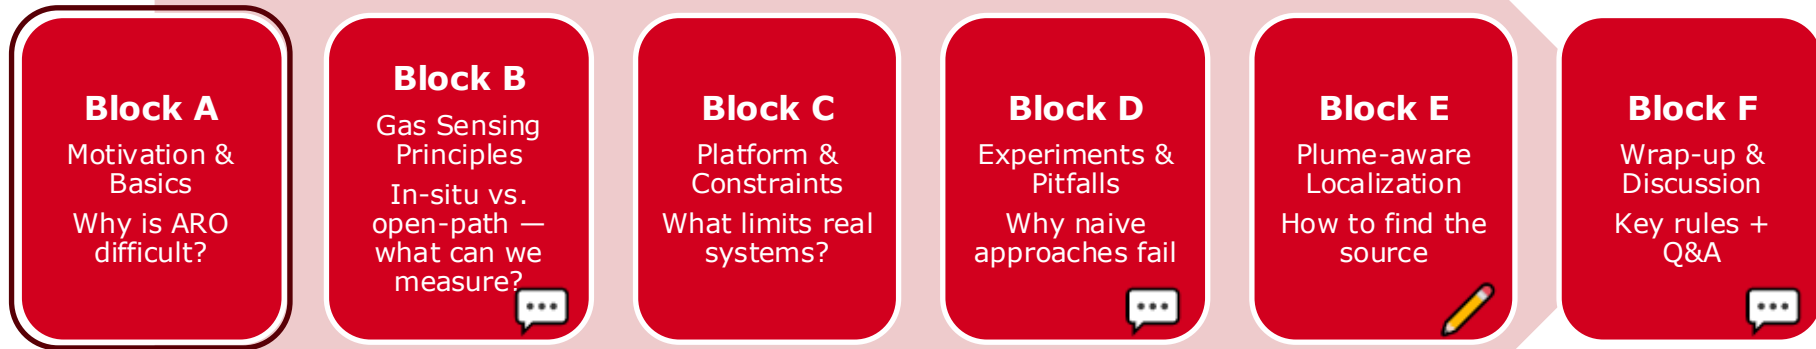 Block A
Motivation &
Basics
Why is ARO
difficult?
Block B
Gas Sensing
Principles
In-situ vs.
open-path —
what can we
measure?
Block C
Platform &
Constraints
What limits real
systems?
Block D
Experiments &
Pitfalls
Why naive
approaches fail
Block E
Plume-aware
Localization
How to find the
source
Block F
Wrap-up &
Discussion
Key rules +
Q&A